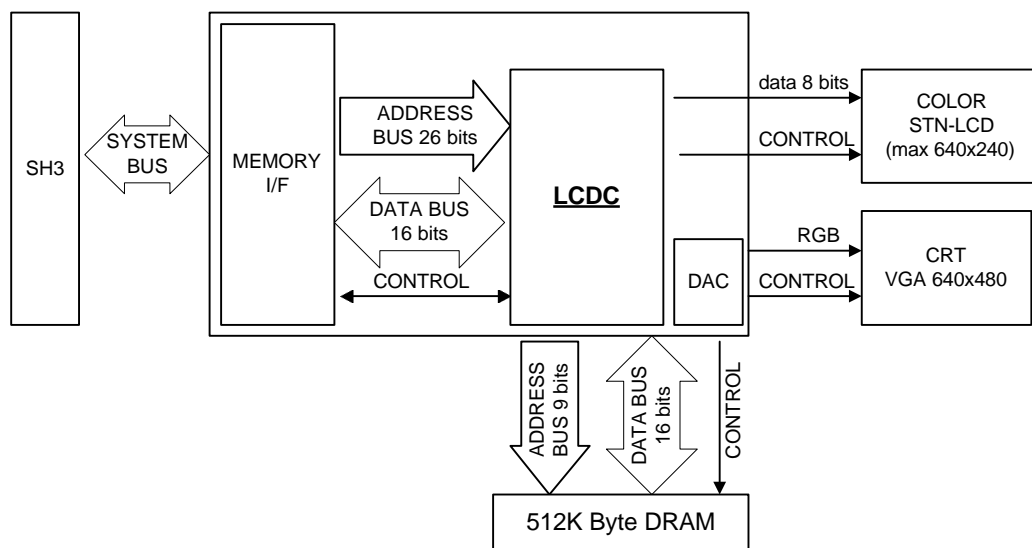 SH3
SYSTEM
BUS
MEMORY
I/F
ADDRESS
BUS 26 bits
DATA BUS
16 bits
CONTROL
LCDC
DAC
data 8 bits
CONTROL
COLOR
STN-LCD
(max 640x240)
RGB
CONTROL
CRT
VGA 640x480
ADDRESS
BUS 9 bits
DATA BUS
16 bits
CONTROL
512K Byte DRAM